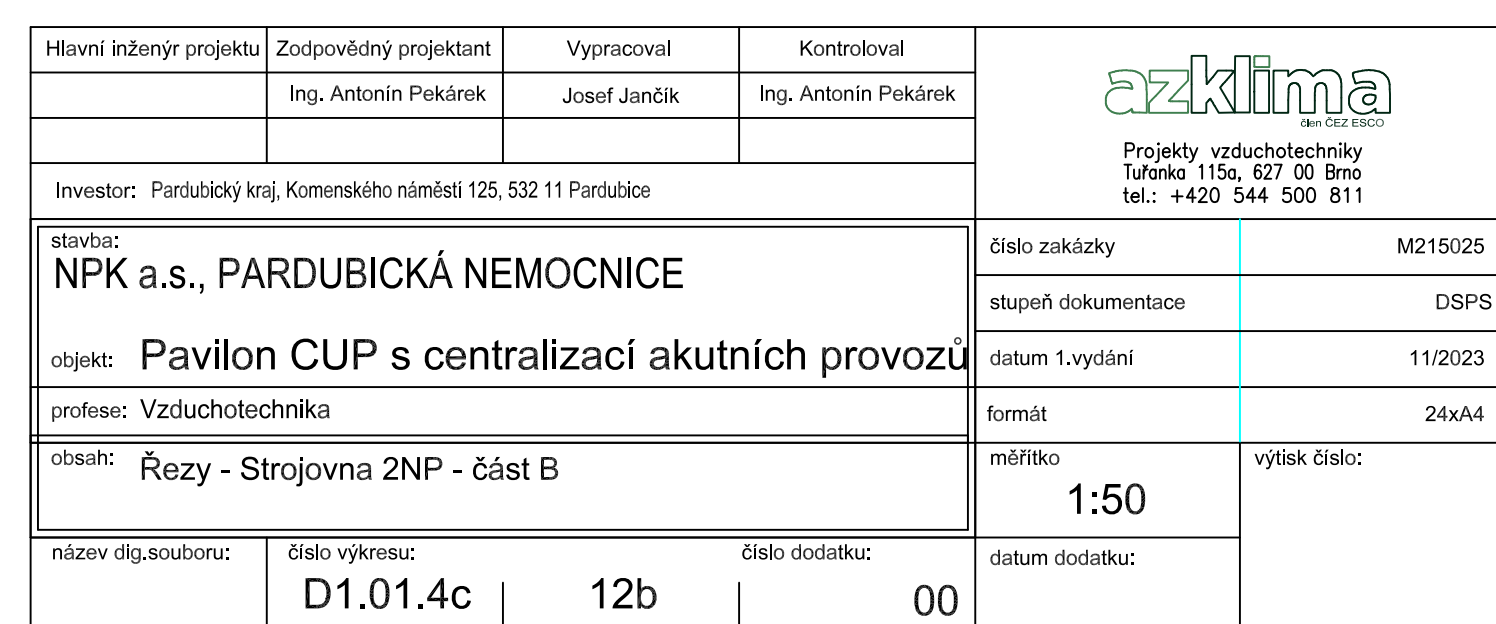 Hlavní inženýr projektu Zodpovědný projektant Vypracoval Kontroloval
Ing. Antonín Pekárek Josef Jančík Ing. Antonín Pekárek
azklima
člen ČEZ ESCO
Projekty vzduchotechniky
Tuřanka 115a, 627 00 Brno
tel.: +420 544 500 811
Investor: Pardubický kraj, Komenského náměstí 125, 532 11 Pardubice
stavba:
NPK a.s., PARDUBICKÁ NEMOCNICE
objekt: Pavilon CUP s centralizací akutních provozů
profese: Vzduchotechnika
obsah: Řezy - Strojovna 2NP - část B
číslo zakázky M215025
stupeň dokumentace DSPS
datum 1.vydání 11/2023
formát 24xA4
měřítko výtisk číslo:
1:50
název dig.souboru: číslo výkresu: číslo dodatku: datum dodatku:
D1.01.4c 12b 00